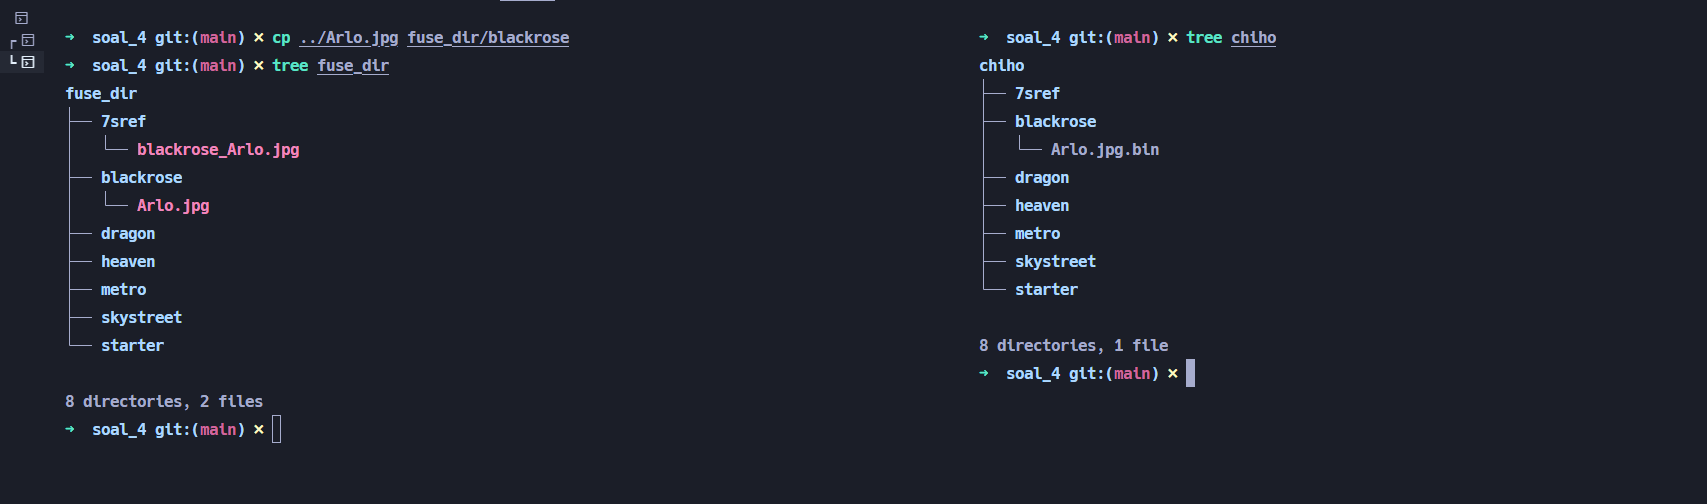 ➜  soal_4 git:(main) ✗ cp ../Arlo.jpg fuse_dir/blackrose
➜  soal_4 git:(main) ✗ tree fuse_dir
fuse_dir
├── 7sref
│   └── blackrose_Arlo.jpg
├── blackrose
│   └── Arlo.jpg
├── dragon
├── heaven
├── metro
├── skystreet
└── starter
8 directories, 2 files
➜  soal_4 git:(main) ✗
➜  soal_4 git:(main) ✗ tree chiho
chiho
├── 7sref
├── blackrose
│   └── Arlo.jpg.bin
├── dragon
├── heaven
├── metro
├── skystreet
└── starter
8 directories, 1 file
➜  soal_4 git:(main) ✗